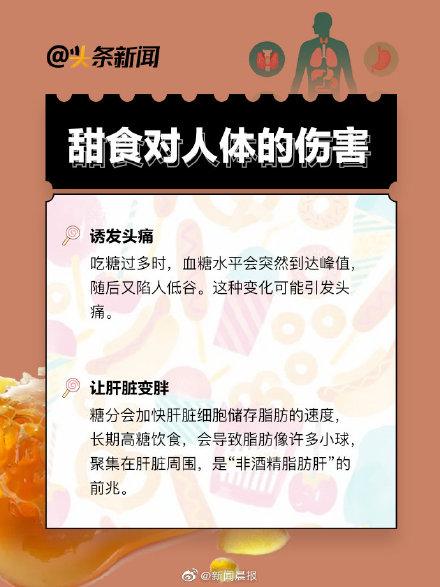 @头条新闻
甜食对人体的伤害
诱发头痛
吃糖过多时，血糖水平会突然到达峰值，
随后又陷人低谷。这种变化可能引发头
痛。
让肝脏变胖
糖分会加快肝脏细胞储存脂肪的速度，
长期高糖饮食，会导致脂肪像许多小球，
聚集在肝脏周围，是“非酒精脂肪肝”的
前兆。
@新闻晨报